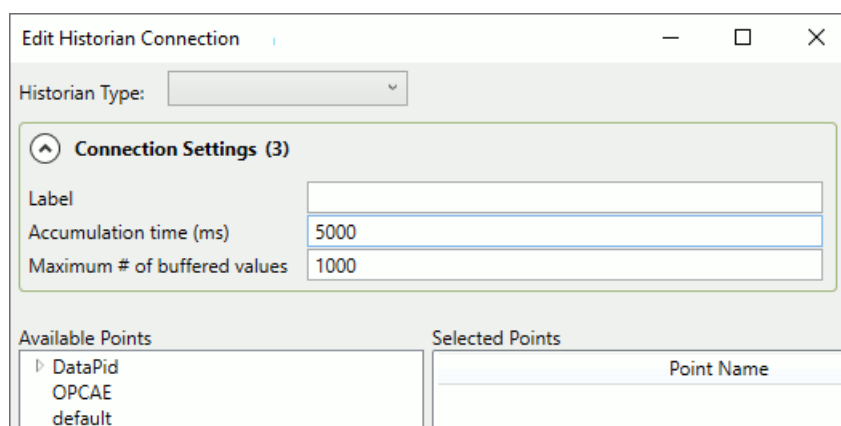 Edit Historian Connection
Historian Type:
Connection Settings (3)
Label
Accumulation time (ms) 5000
Maximum # of buffered values 1000
Available Points Selected Points
DataPid Point Name
OPCAE
default